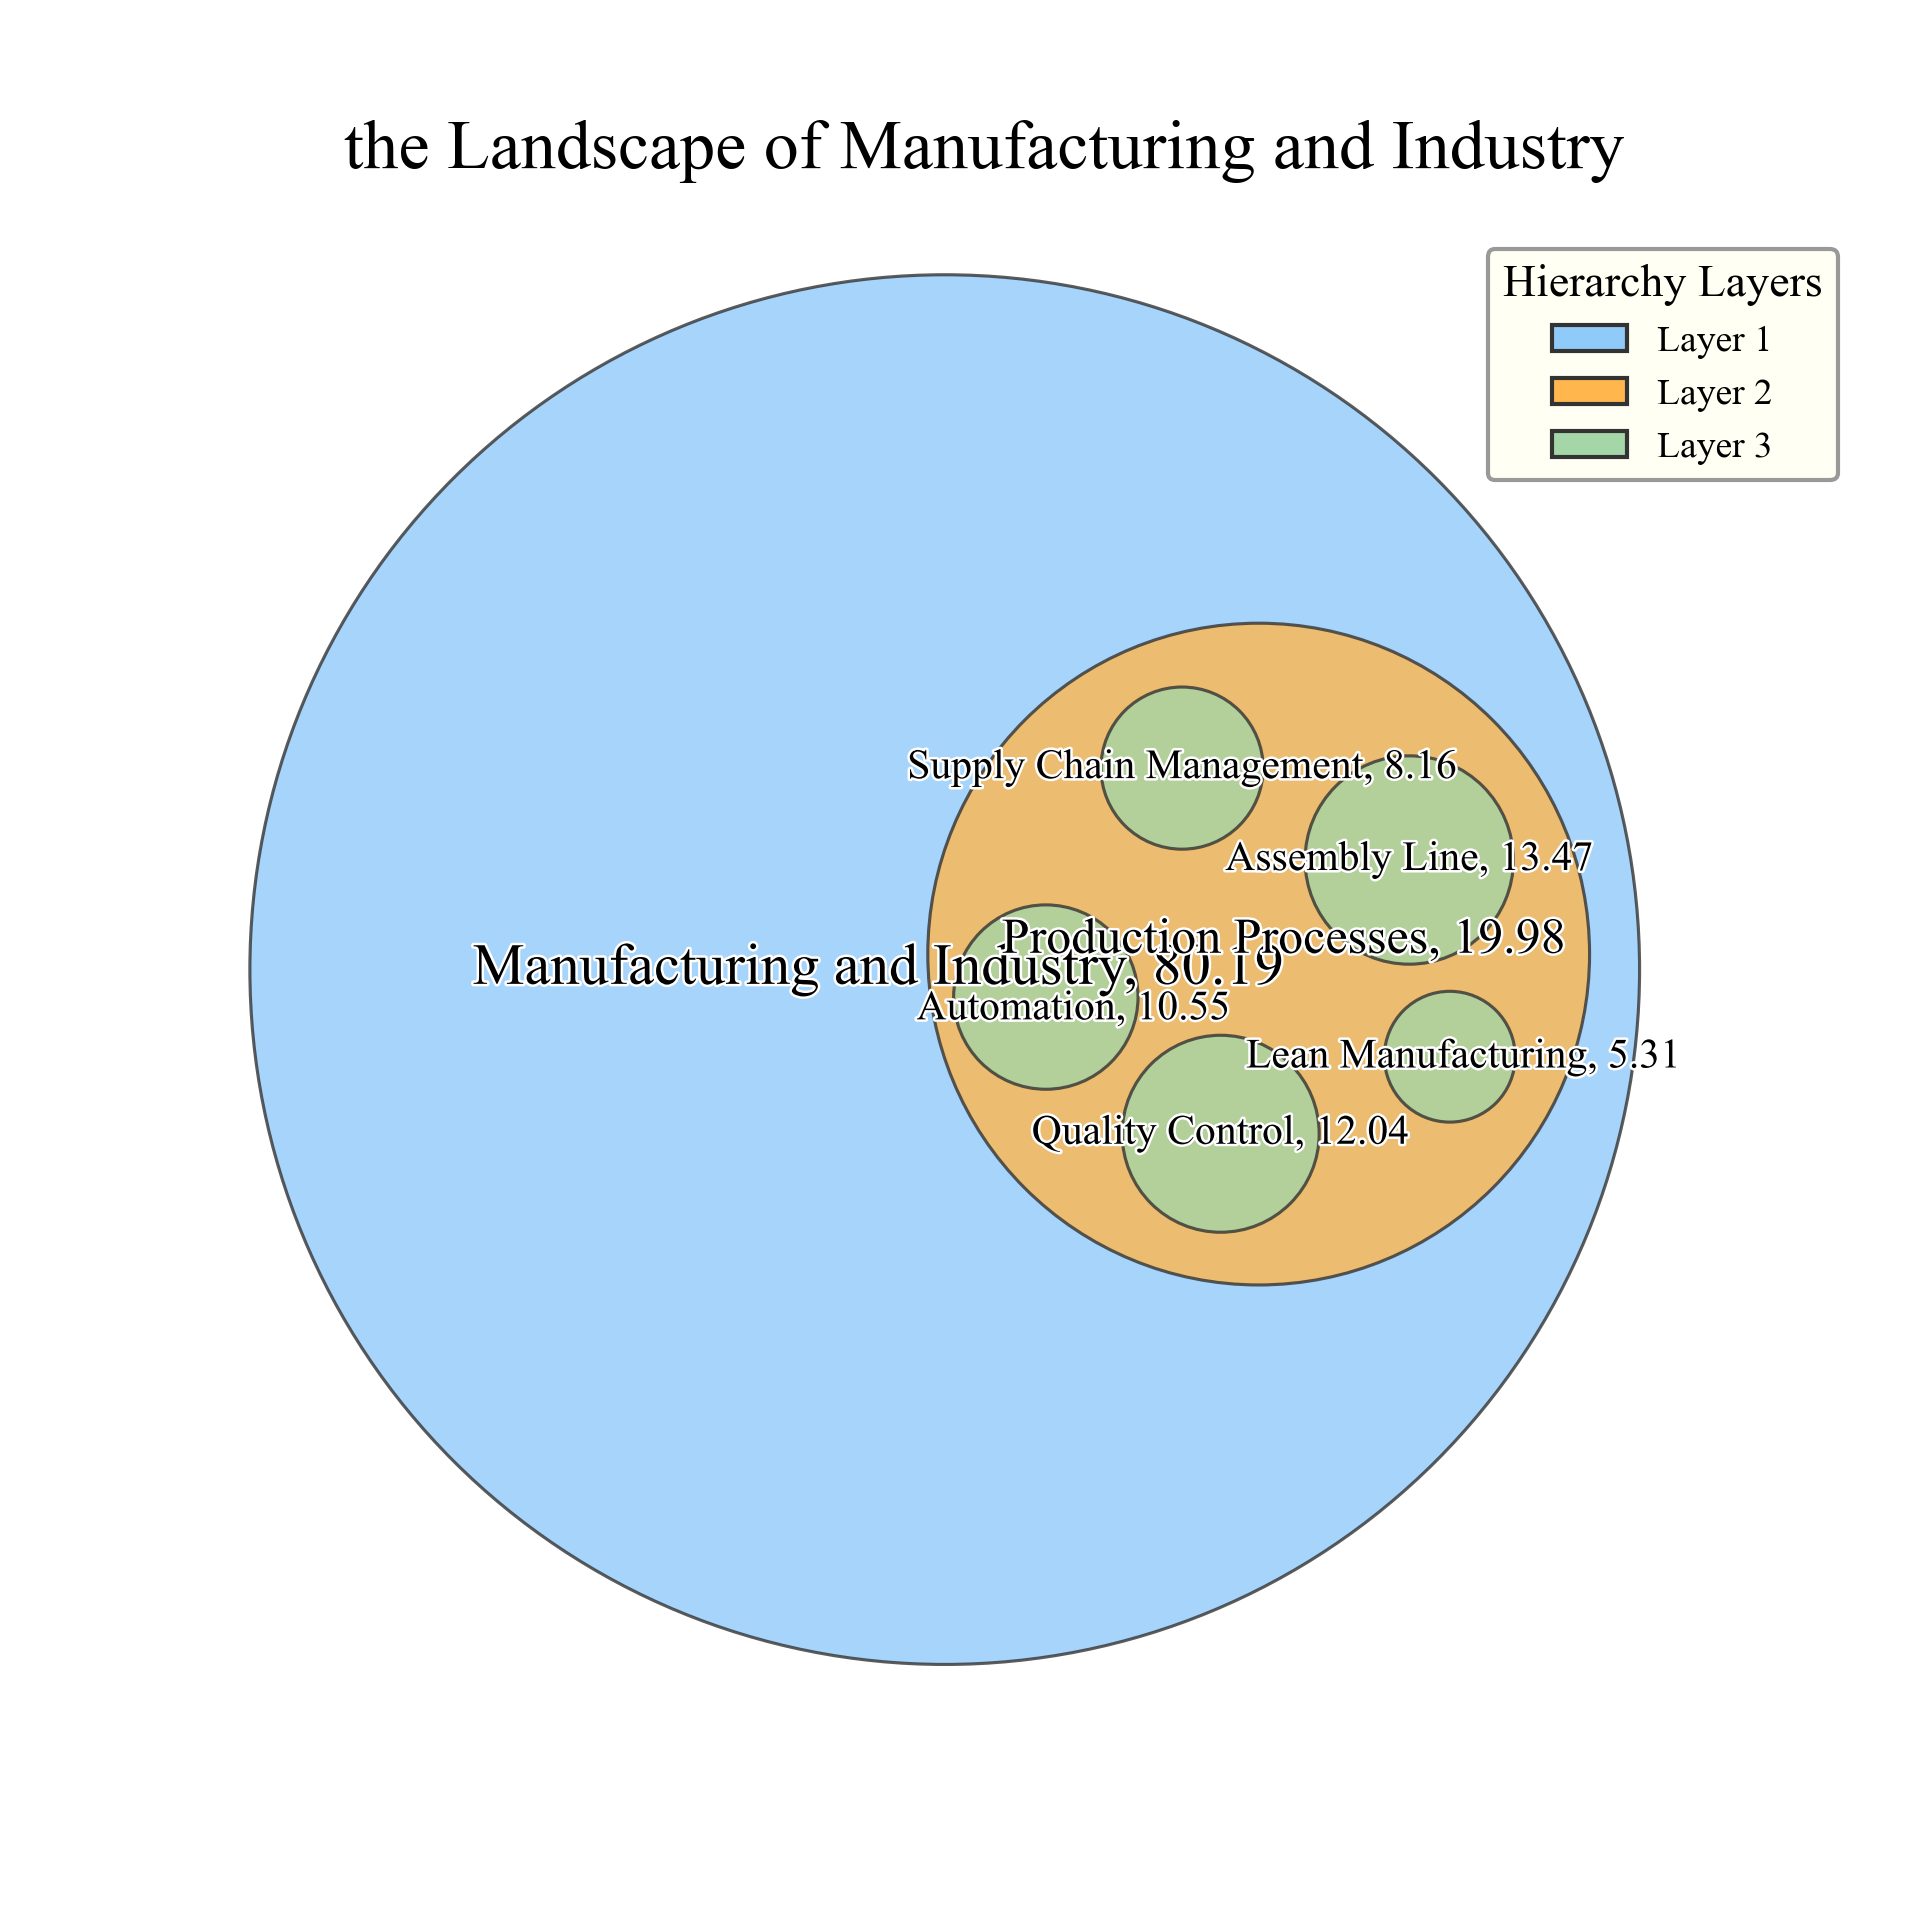 the Landscape of Manufacturing and Industry
Hierarchy Layers
Layer 1
Layer 2
Layer 3
Supply Chain Management, 8.16
Assembly Line, 13.47
Production Processes, 19.98
Manufacturing and Industry, 80.19
Automation, 10.55
Lean Manufacturing, 5.31
Quality Control, 12.04